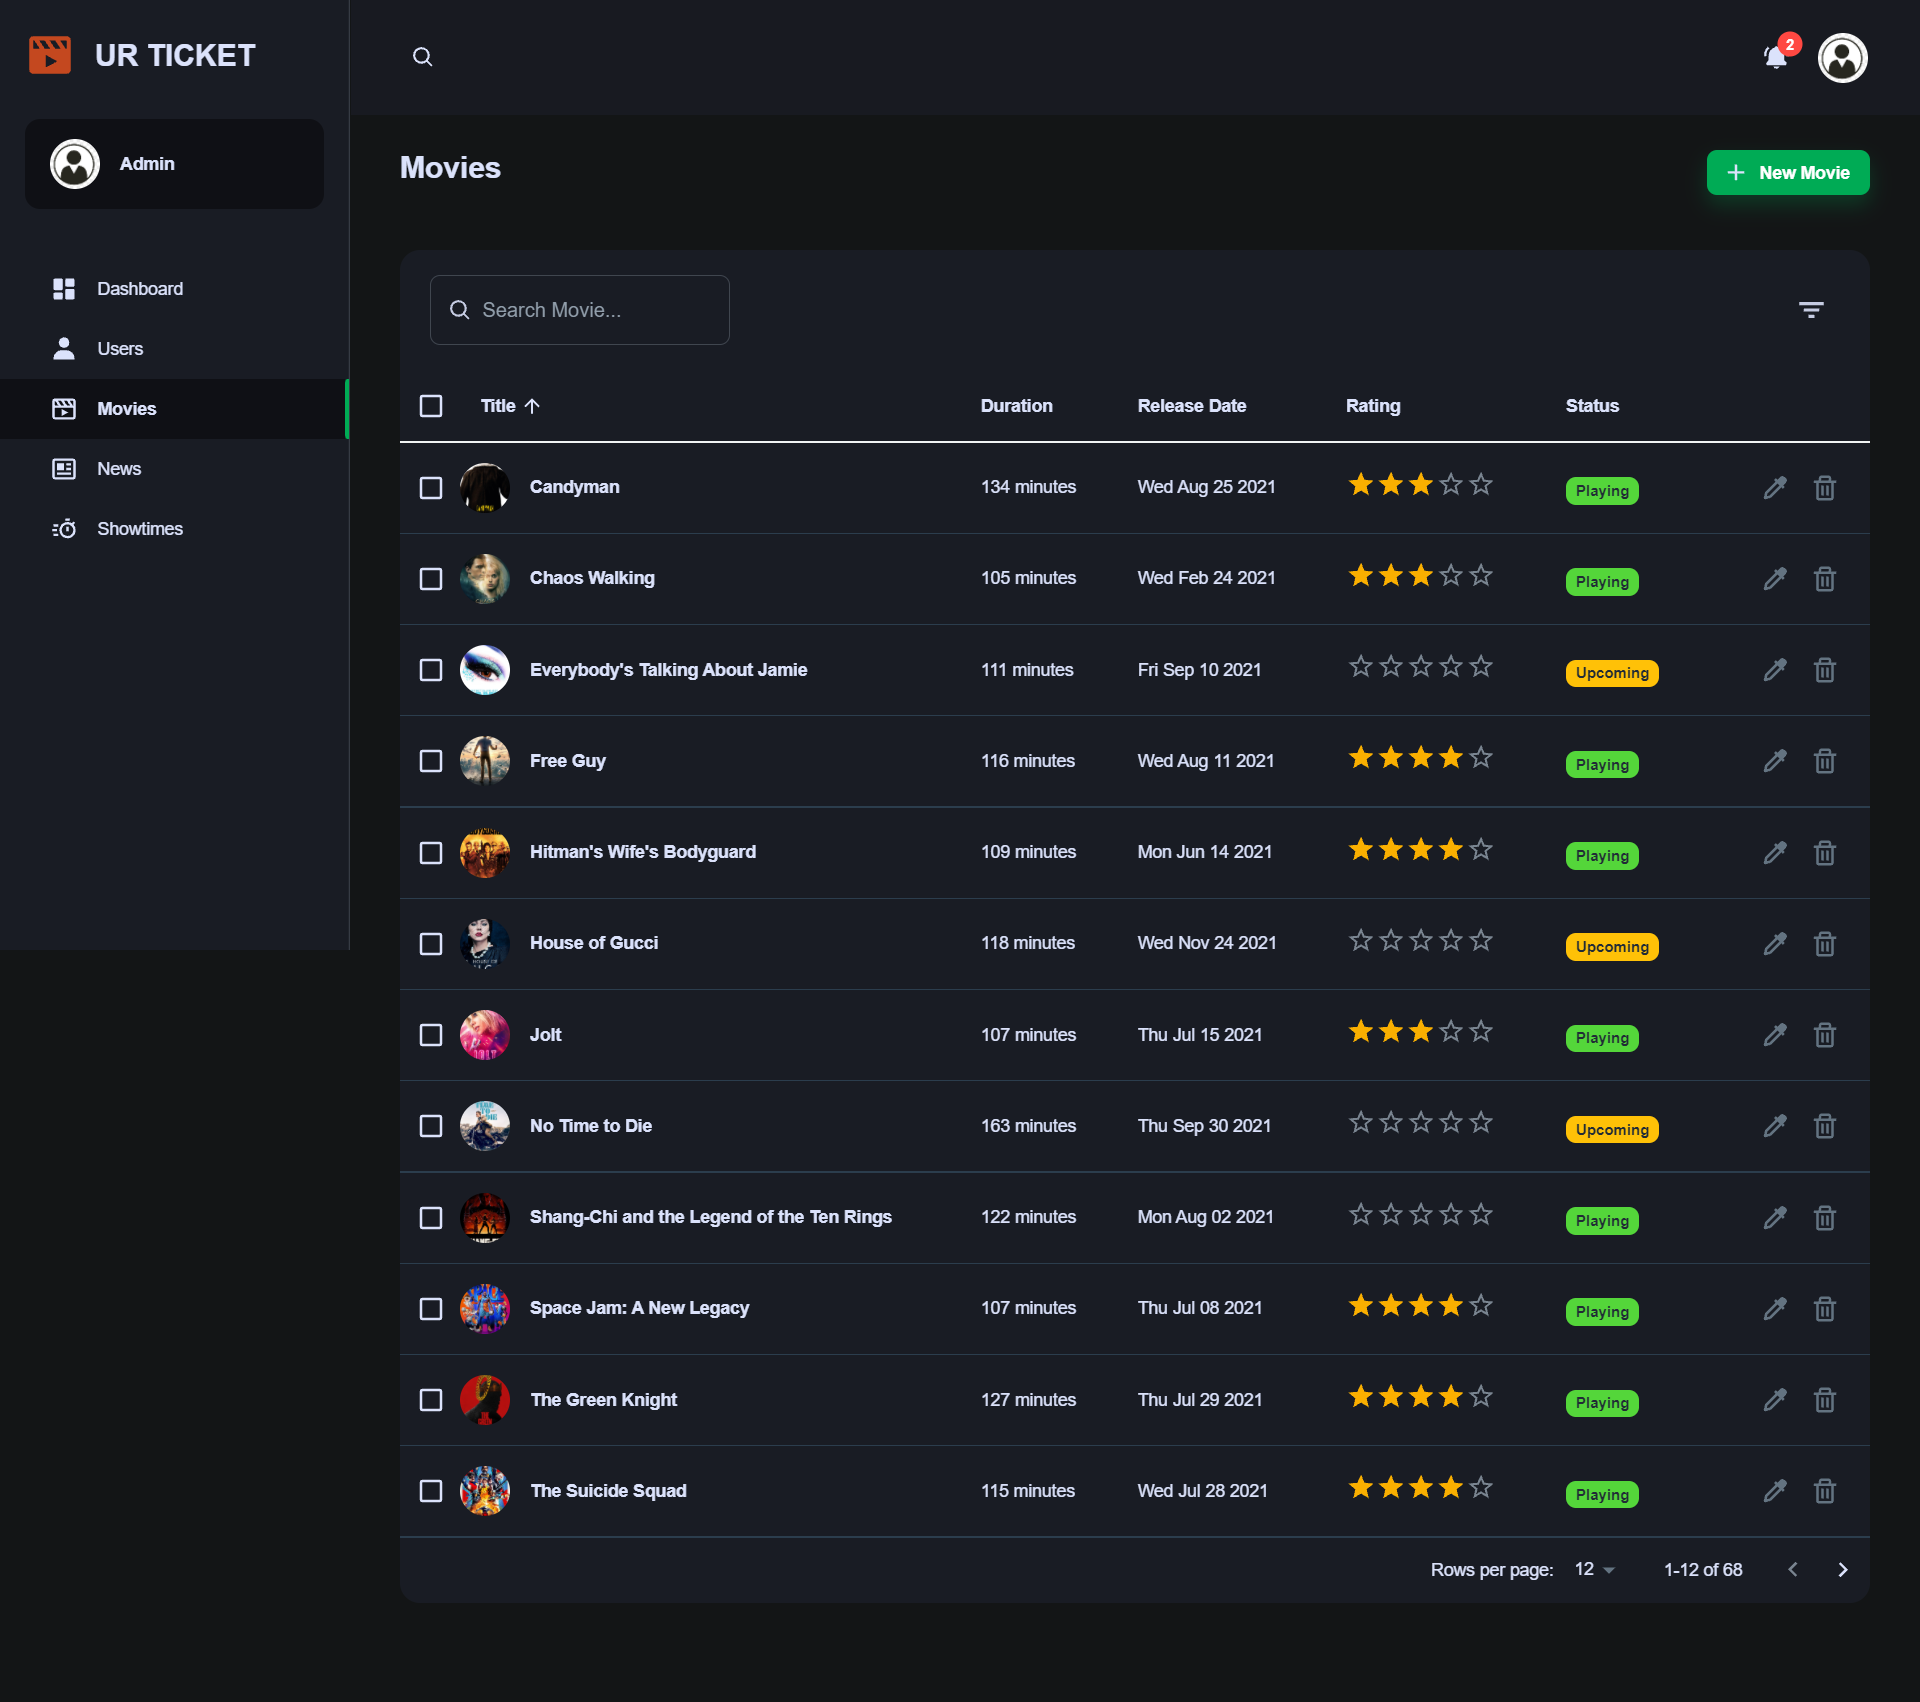 UR TICKET
2
Admin
Movies
New Movie
Dashboard
Users
Movies
News
Showtimes
Search Movie...
Title Duration Release Date Rating Status
Candyman 134 minutes Wed Aug 25 2021 Playing
Chaos Walking 105 minutes Wed Feb 24 2021 Playing
Everybody's Talking About Jamie 111 minutes Fri Sep 10 2021 Upcoming
Free Guy 116 minutes Wed Aug 11 2021 Playing
Hitman's Wife's Bodyguard 109 minutes Mon Jun 14 2021 Playing
House of Gucci 118 minutes Wed Nov 24 2021 Upcoming
Jolt 107 minutes Thu Jul 15 2021 Playing
No Time to Die 163 minutes Thu Sep 30 2021 Upcoming
Shang-Chi and the Legend of the Ten Rings 122 minutes Mon Aug 02 2021 Playing
Space Jam: A New Legacy 107 minutes Thu Jul 08 2021 Playing
The Green Knight 127 minutes Thu Jul 29 2021 Playing
The Suicide Squad 115 minutes Wed Jul 28 2021 Playing
Rows per page: 12 1-12 of 68